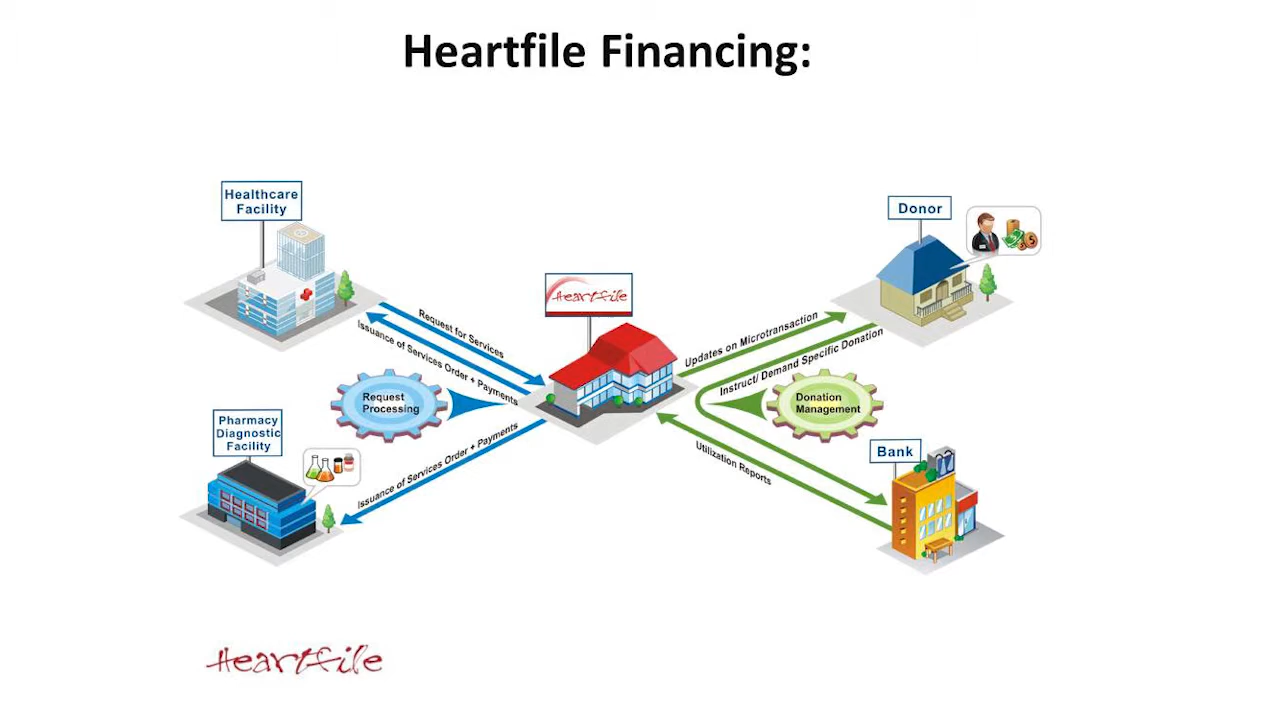 Heartfile Financing:
Healthcare
Facility
Donor
Heartfile
Request for Services
Issuance of Services Order + Payments
Updates on Microtransaction
Instruct/ Demand Specific Donation
Request
Processing
Donation
Management
Pharmacy
Diagnostic
Facility
Issuance of Services Order + Payments
Utilization Reports
Bank
Heartfile